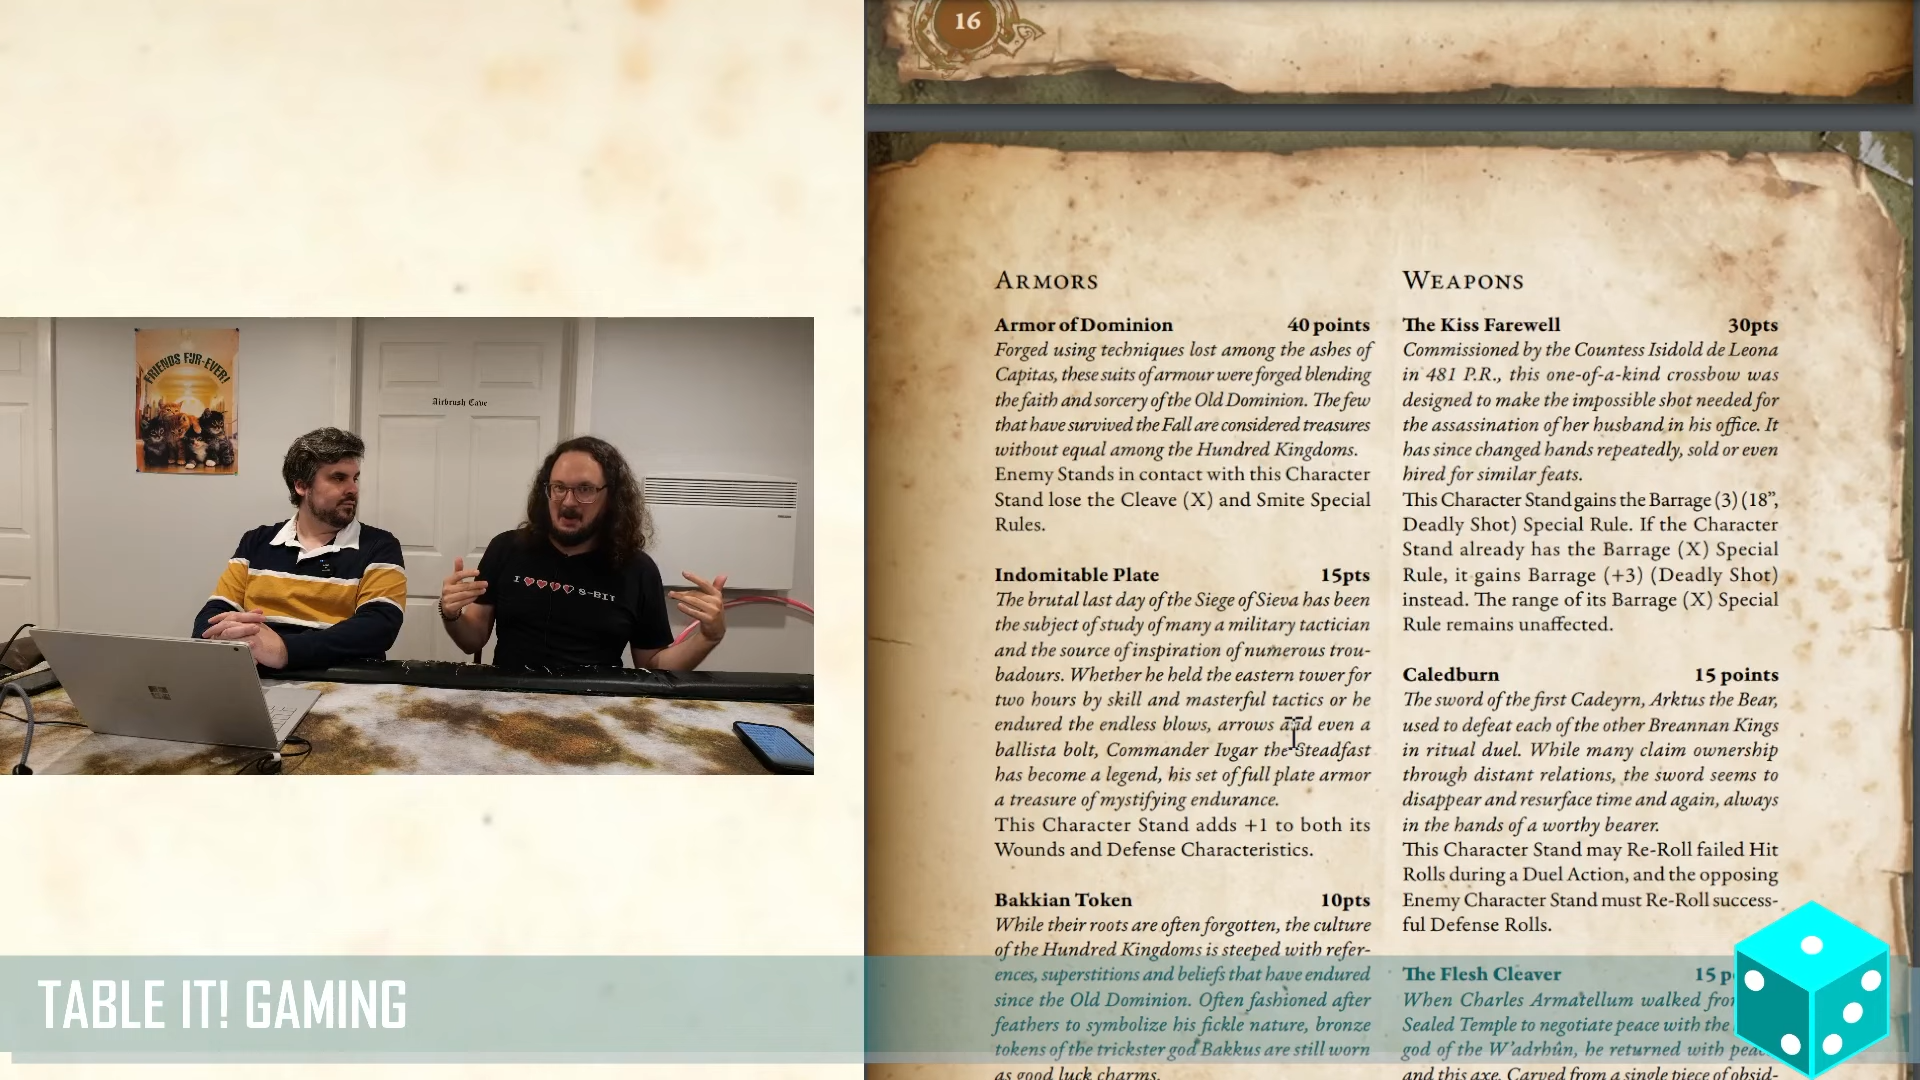 16
FRIENDS FUR-EVER!
Airbrush Cave
I 8-BIT
TABLE IT! GAMING
ARMORS
Armor of Dominion 40 points
Forged using techniques lost among the ashes of
Capitas, these suits of armour were forged blending
the faith and sorcery of the Old Dominion. The few
that have survived the Fall are considered treasures
without equal among the Hundred Kingdoms.
Enemy Stands in contact with this Character
Stand lose the Cleave (X) and Smite Special
Rules.
Indomitable Plate 15pts
The brutal last day of the Siege of Sieva has been
the subject of study of many a military tactician
and the source of inspiration of numerous trou-
badours. Whether he held the eastern tower for
two hours by skill and masterful tactics or he
endured the endless blows, arrows and even a
ballista bolt, Commander Ivgar the Steadfast
has become a legend, his set of full plate armor
a treasure of mystifying endurance.
This Character Stand adds +1 to both its
Wounds and Defense Characteristics.
Bakkian Token 10pts
While their roots are often forgotten, the culture
of the Hundred Kingdoms is steeped with refer-
ences, superstitions and beliefs that have endured
since the Old Dominion. Often fashioned after
feathers to symbolize his fickle nature, bronze
tokens of the trickster god Bakkus are still worn
as good luck charms.
WEAPONS
The Kiss Farewell 30pts
Commissioned by the Countess Isidold de Leona
in 481 P.R., this one-of-a-kind crossbow was
designed to make the impossible shot needed for
the assassination of her husband in his office. It
has since changed hands repeatedly, sold or even
hired for similar feats.
This Character Stand gains the Barrage (3) (18”,
Deadly Shot) Special Rule. If the Character
Stand already has the Barrage (X) Special
Rule, it gains Barrage (+3) (Deadly Shot)
instead. The range of its Barrage (X) Special
Rule remains unaffected.
Caledburn 15 points
The sword of the first Cadeyrn, Arktus the Bear,
used to defeat each of the other Breannan Kings
in ritual duel. While many claim ownership
through distant relations, the sword seems to
disappear and resurface time and again, always
in the hands of a worthy bearer.
This Character Stand may Re-Roll failed Hit
Rolls during a Duel Action, and the opposing
Enemy Character Stand must Re-Roll success-
ful Defense Rolls.
The Flesh Cleaver 15
When Charles Armatellum walked
Sealed Temple to negotiate peace with the
god of the W’adrhûn, he returned with
and this axe. Carved from a single piece of obsid-